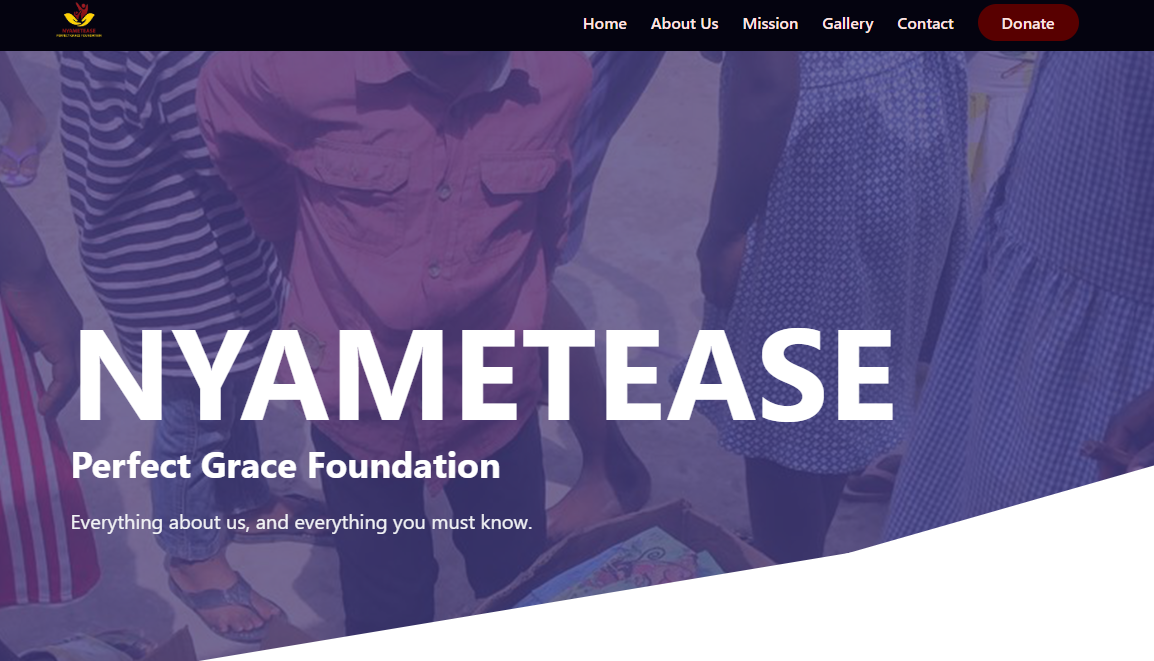 NYAMETEASE
PERFECT GRACE FOUNDATION
Home
About Us
Mission
Gallery
Contact
Donate
NYAMETEASE
Perfect Grace Foundation
Everything about us, and everything you must know.